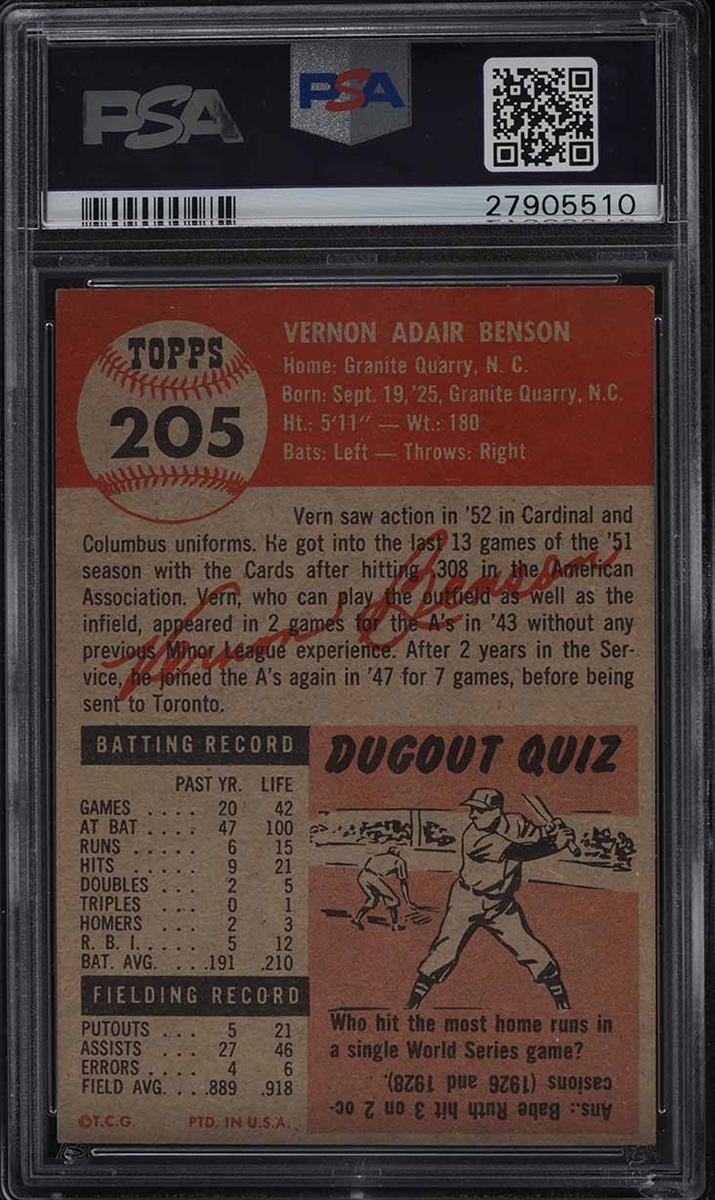 PSA
PSA
27905510
TOPPS
205
VERNON ADAIR BENSON
Home: Granite Quarry, N. C.
Born: Sept. 19, '25, Granite Quarry, N.C.
Ht.: 5'11" — Wt.: 180
Bats: Left — Throws: Right
Vern saw action in '52 in Cardinal and
Columbus uniforms. He got into the last 13 games of the '51
season with the Cards after hitting .308 in the American
Association. Vern, who can play the outfield as well as the
infield, appeared in 2 games for the A's in '43 without any
previous Minor League experience. After 2 years in the Ser-
vice, he joined the A's again in '47 for 7 games, before being
sent to Toronto.
Vernon Benson
BATTING RECORD
PAST YR. LIFE
GAMES .... 20 42
AT BAT .... 47 100
RUNS ..... 6 15
HITS ..... 9 21
DOUBLES ... 2 5
TRIPLES ... 0 1
HOMERS ... 2 3
R. B. I...... 5 12
BAT. AVG. ....191 .210
FIELDING RECORD
PUTOUTS ... 5 21
ASSISTS ... 27 46
ERRORS .... 4 6
FIELD AVG. ....889 .918
©T.C.G. PTD. IN U.S.A.
DUGOUT QUIZ
Who hit the most home runs in
a single World Series game?
Ans.: Babe Ruth hit 3 on 2 oc-
casions (1926 and 1928).